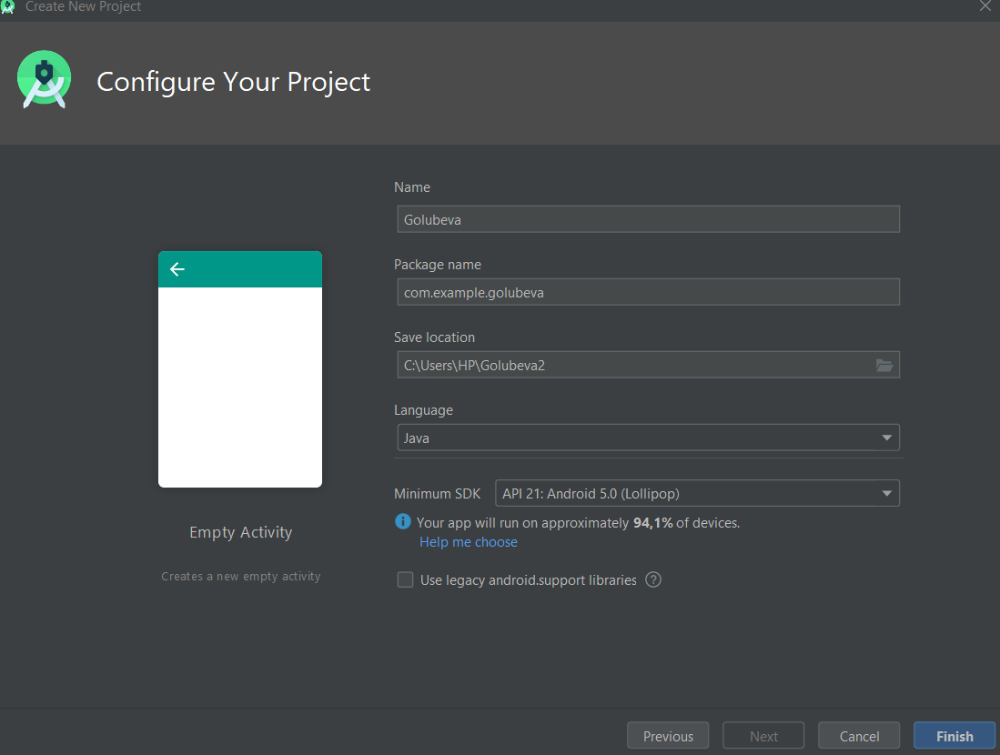 Create New Project
Configure Your Project
Name
Golubeva
Package name
com.example.golubeva
Save location
C:\Users\HP\Golubeva2
Language
Java
Minimum SDK API 21: Android 5.0 (Lollipop)
Your app will run on approximately 94,1% of devices.
Help me choose
Use legacy android.support libraries ?
Empty Activity
Creates a new empty activity
Previous Next Cancel Finish